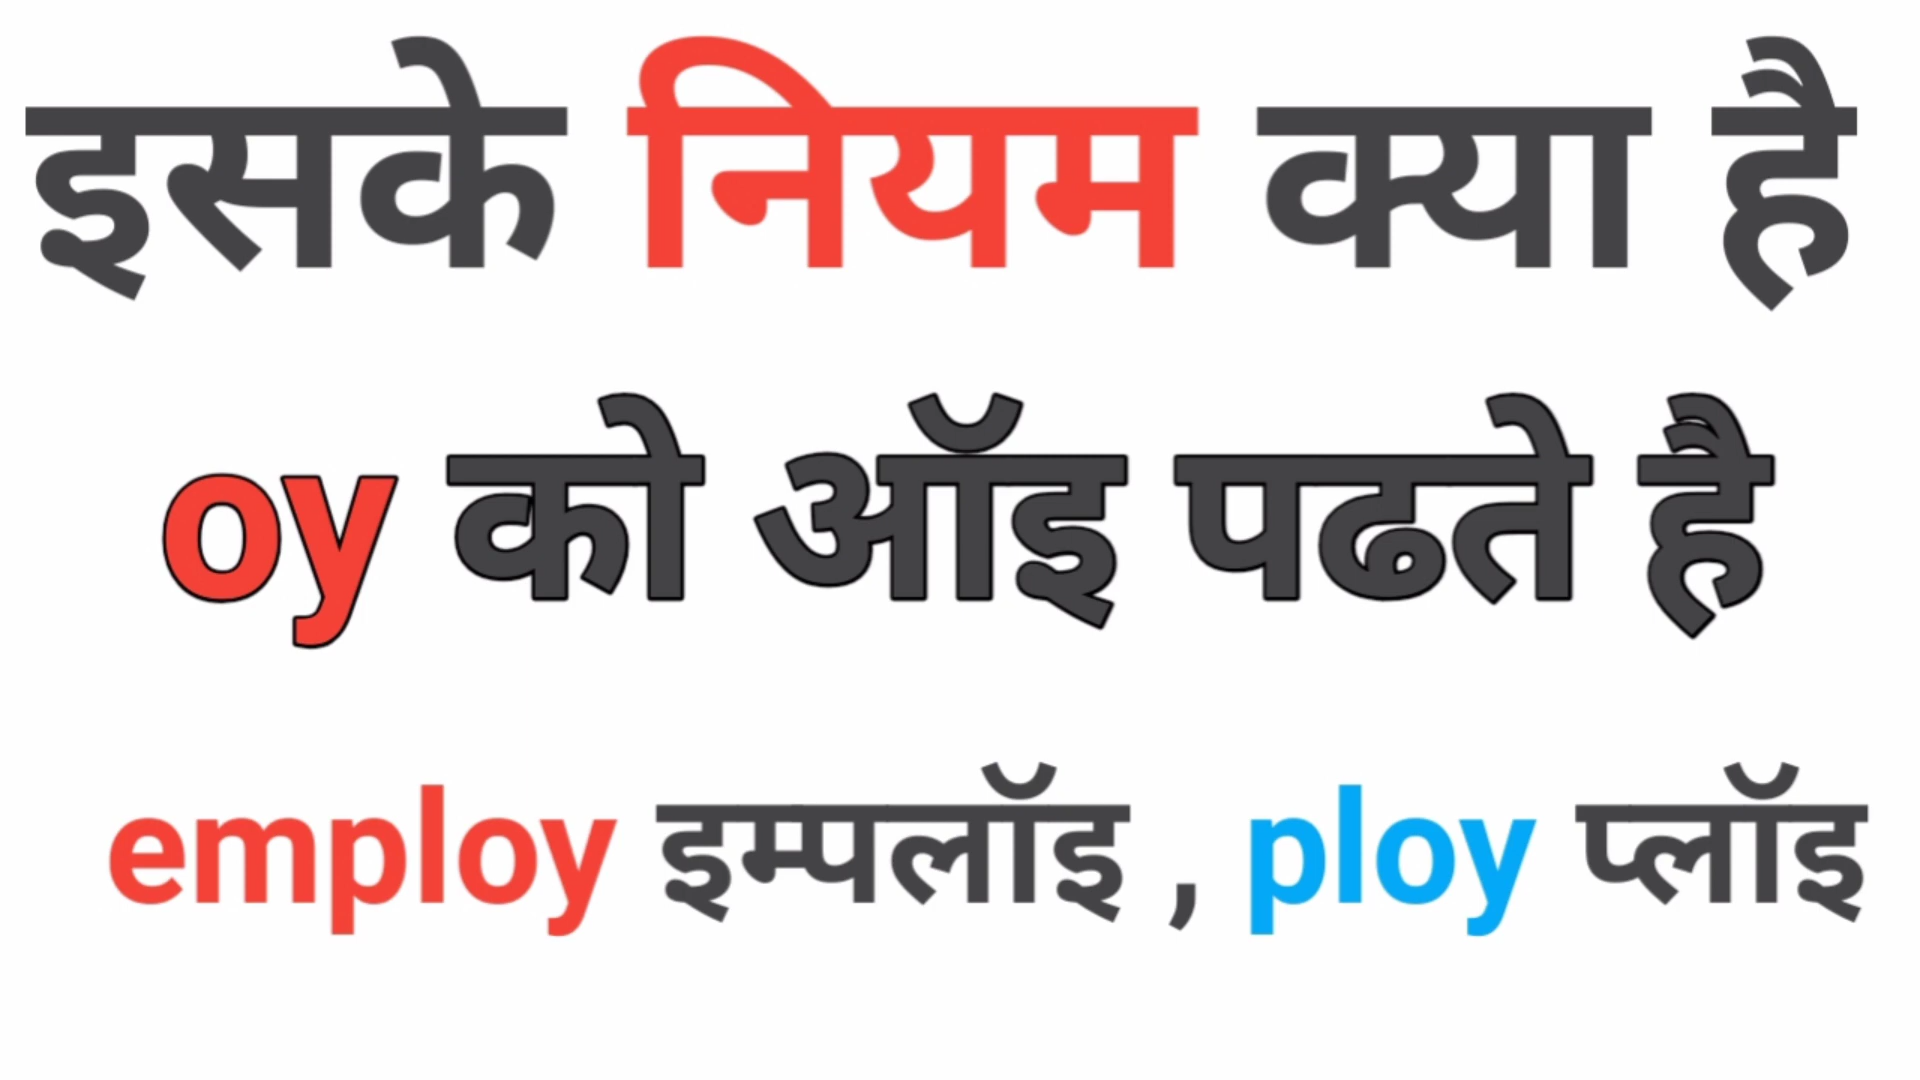 इसके नियम क्या है
oy को ऑइ पढते है
employ इम्पलॉइ , ploy प्लॉइ